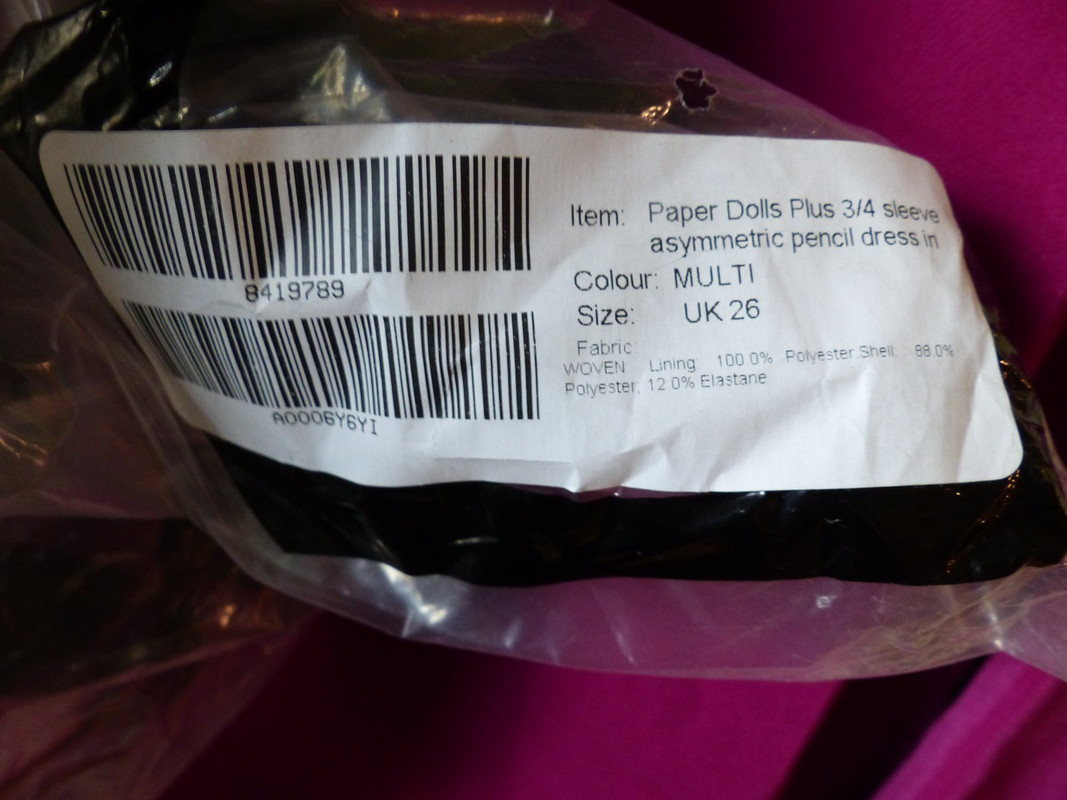 8419789
A0006Y6YI
Item: Paper Dolls Plus 3/4 sleeve
asymmetric pencil dress in
Colour: MULTI
Size: UK 26
Fabric:
WOVEN: Lining: 100.0% Polyester Shell: 88.0%
Polyester, 12.0% Elastane